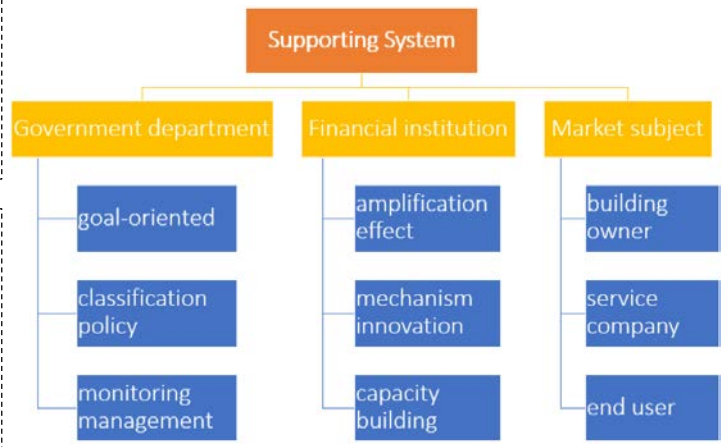 Supporting System
Government department
Financial institution
Market subject
goal-oriented
classification
policy
monitoring
management
amplification
effect
mechanism
innovation
capacity
building
building
owner
service
company
end user